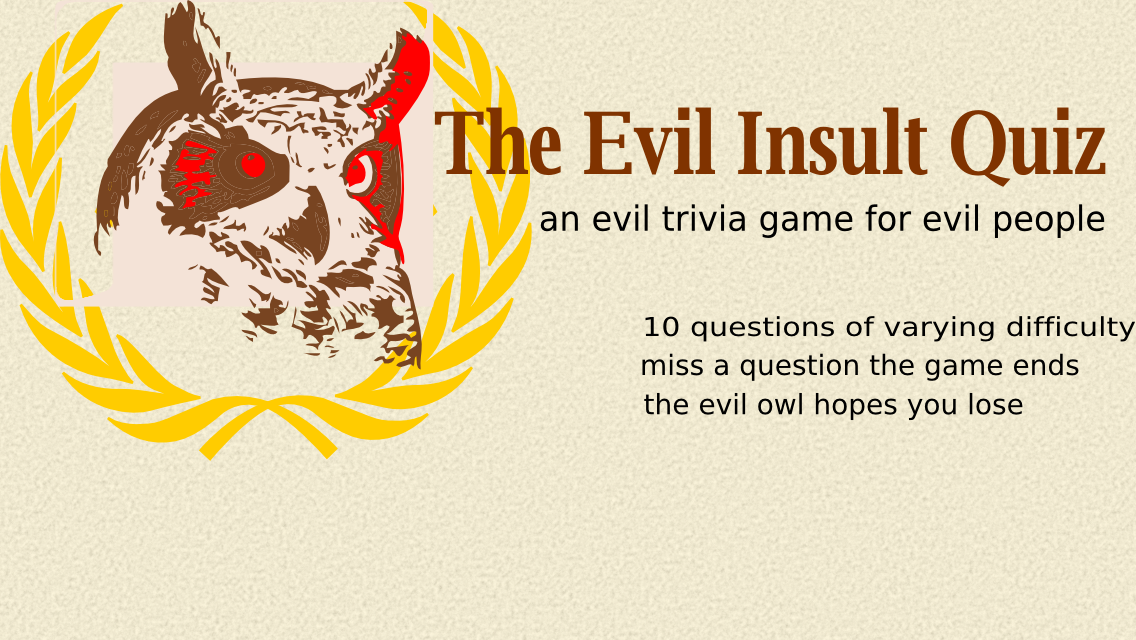 The Evil Insult Quiz
an evil trivia game for evil people
10 questions of varying difficulty
miss a question the game ends
the evil owl hopes you lose